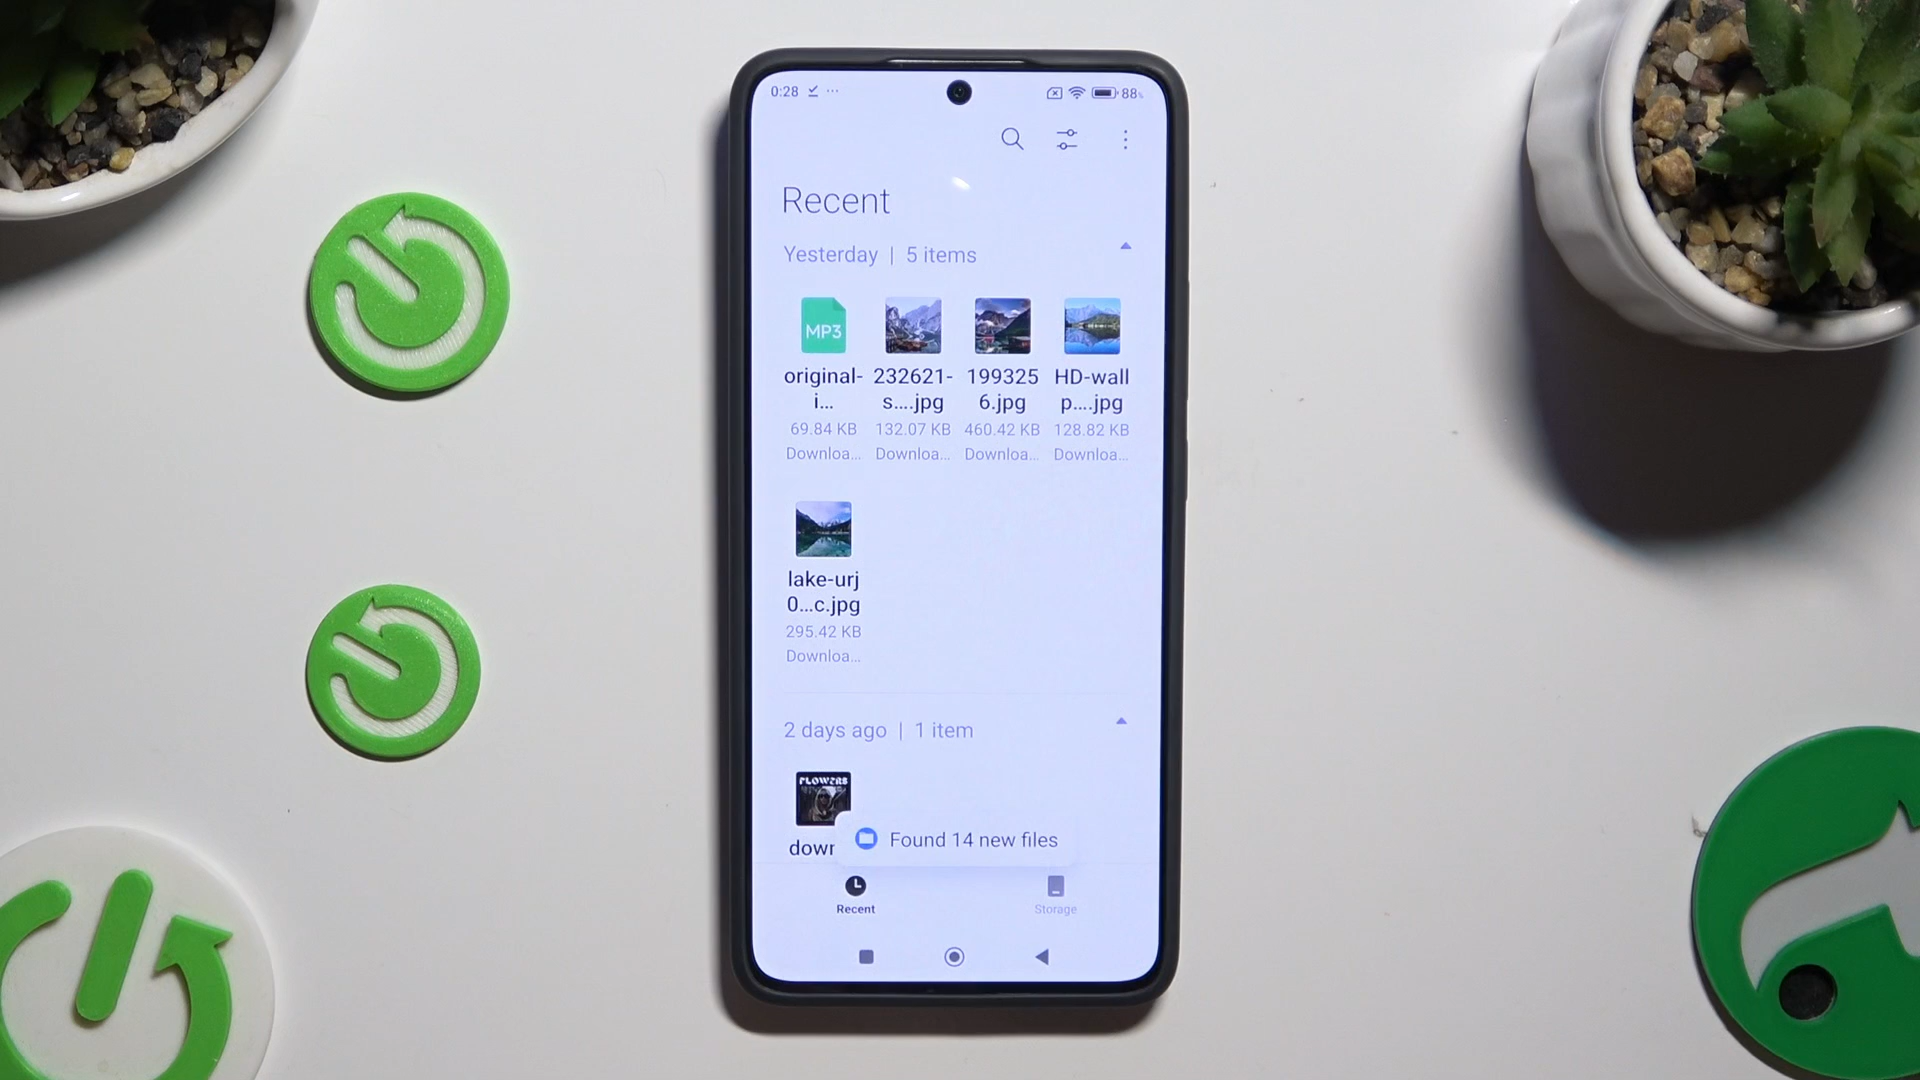 0:28 88%
Recent
Yesterday | 5 items
MP3
original- 232621- 199325 HD-wall
i... s....jpg 6.jpg p....jpg
69.84 KB 132.07 KB 460.42 KB 128.82 KB
Downloa... Downloa... Downloa... Downloa...
lake-urj
0...c.jpg
295.42 KB
Downloa...
2 days ago | 1 item
FLOWERS
Found 14 new files
Recent Storage